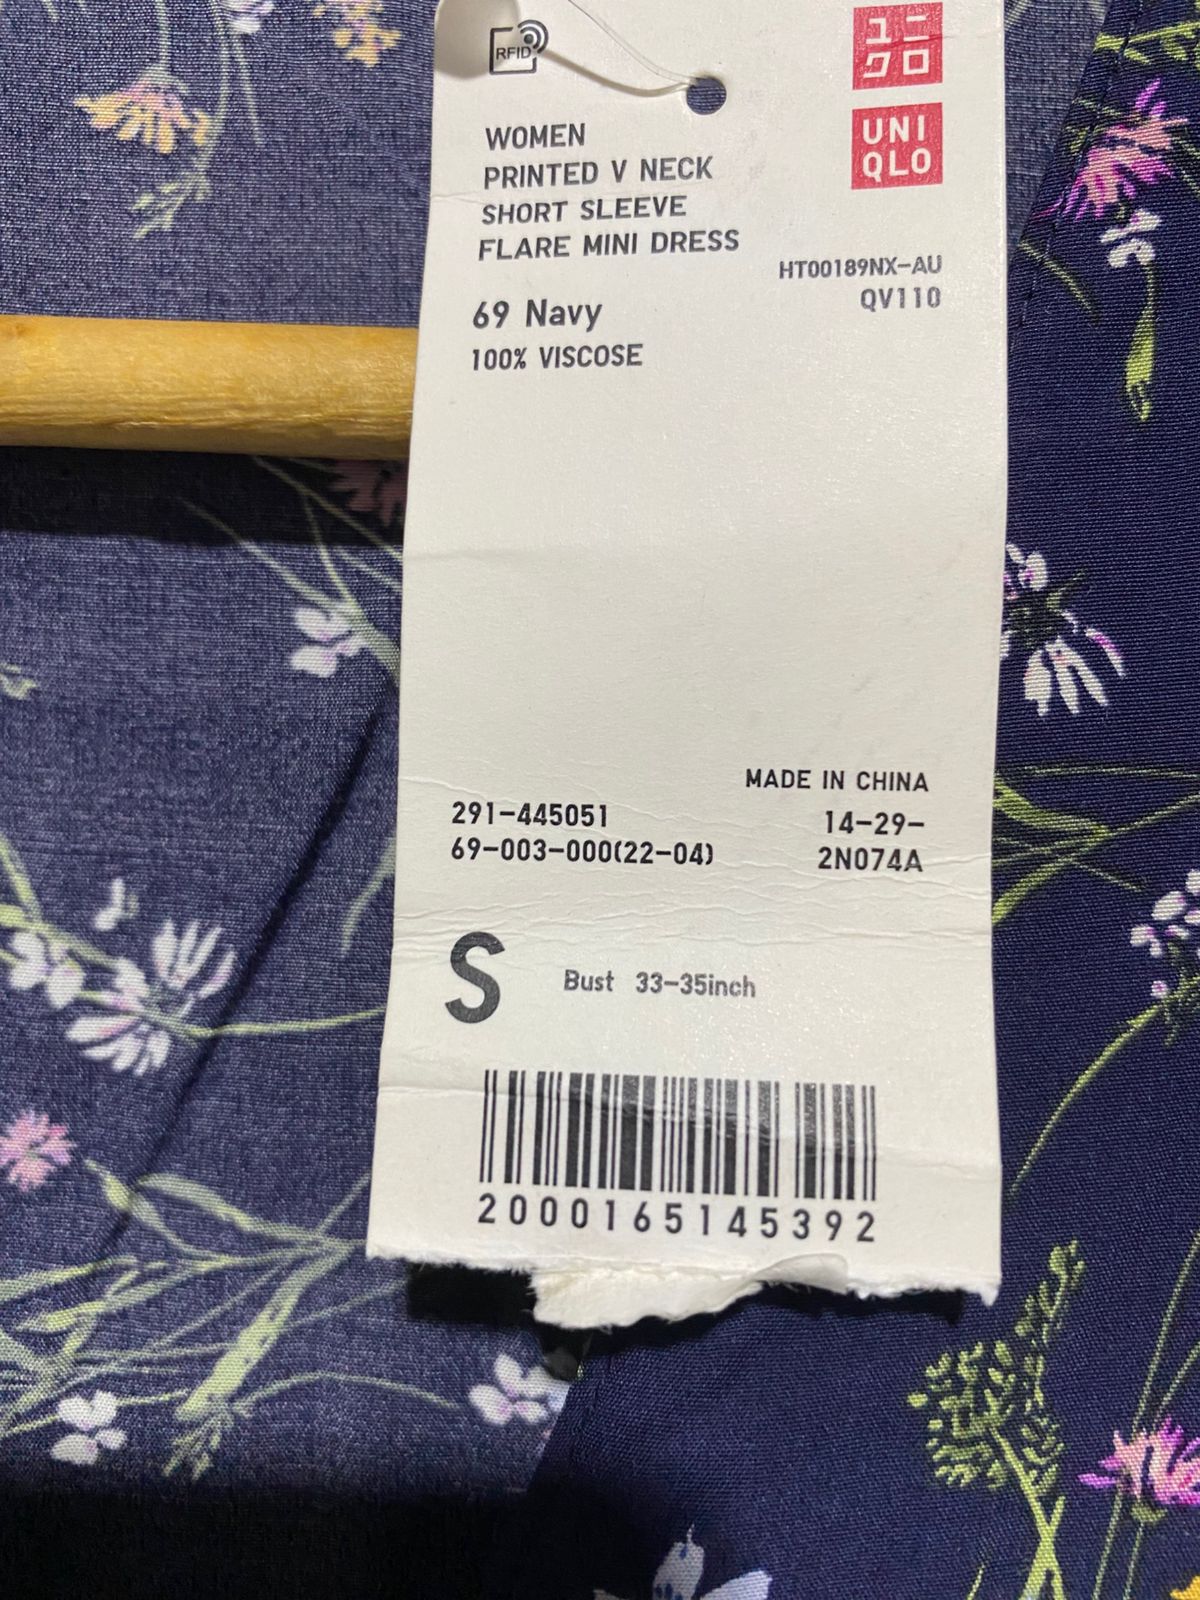 RFID
ユニ
クロ
UNI
QLO
WOMEN
PRINTED V NECK
SHORT SLEEVE
FLARE MINI DRESS
HT00189NX-AU
QV110
69 Navy
100% VISCOSE
MADE IN CHINA
291-445051
14-29-
69-003-000(22-04)
2N074A
S
Bust 33-35inch
2000165145392